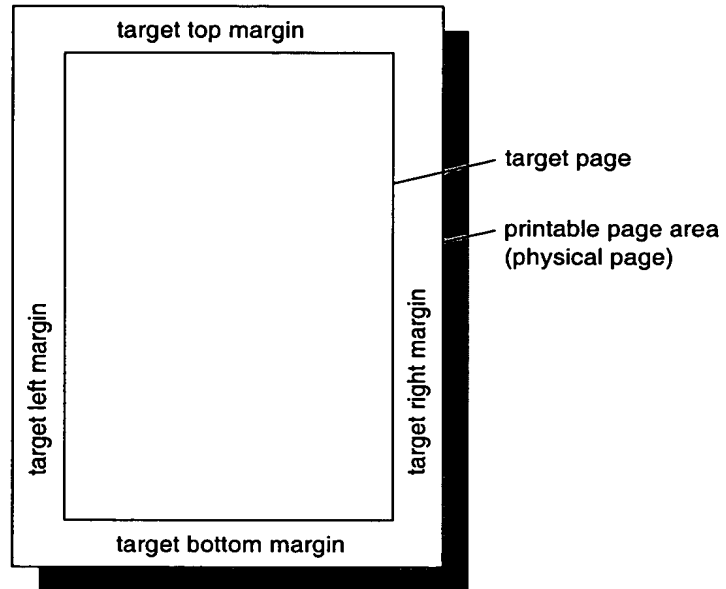 target top margin
target page
printable page area
(physical page)
target left margin
target right margin
target bottom margin